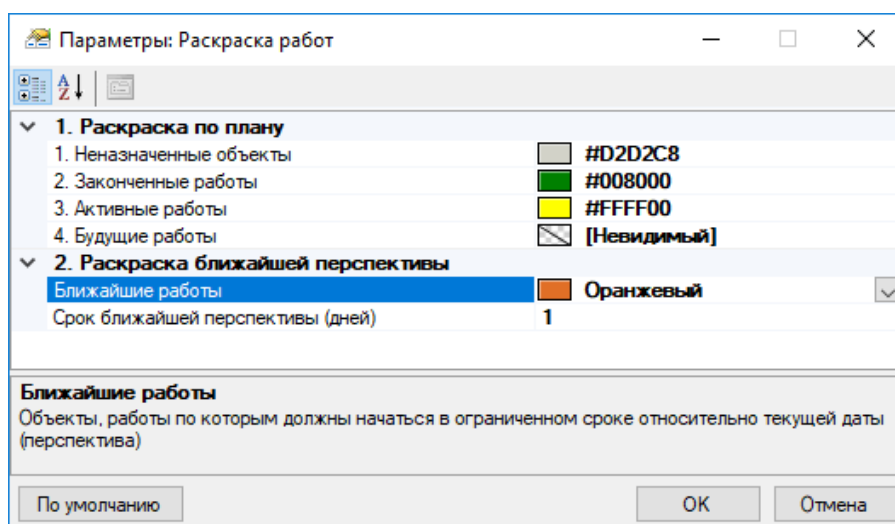 Параметры: Раскраска работ
1. Раскраска по плану
1. Неназначенные объекты #D2D2C8
2. Законченные работы #008000
3. Активные работы #FFFF00
4. Будущие работы [Невидимый]
2. Раскраска ближайшей перспективы
Ближайшие работы Оранжевый
Срок ближайшей перспективы (дней) 1
Ближайшие работы
Объекты, работы по которым должны начаться в ограниченном сроке относительно текущей даты
(перспектива)
По умолчанию OK Отмена